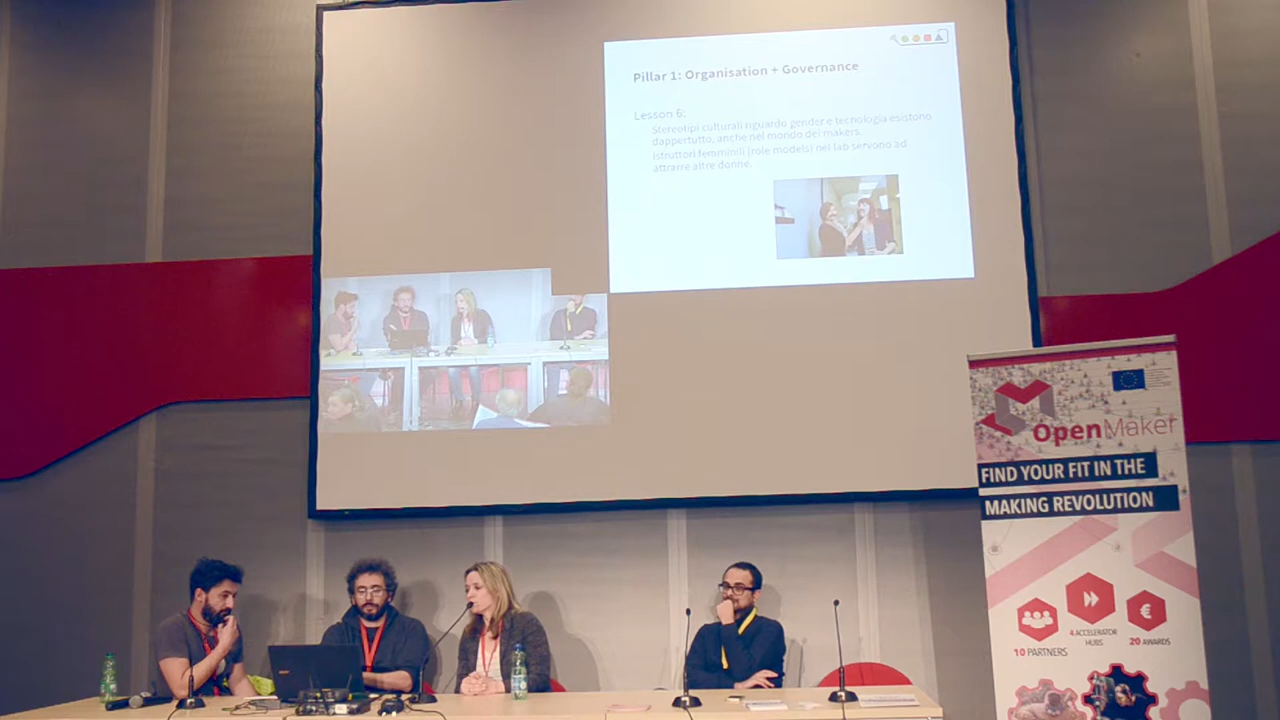 Pillar 1: Organisation + Governance
Lesson 6:
Stereotipi culturali riguardo gender e tecnologia esistono
dappertutto, anche nel mondo dei makers.
Istruttori femminili (role models) nei lab servono ad
attrarre altre donne.
OpenMaker
FIND YOUR FIT IN THE
MAKING REVOLUTION
10 PARTNERS
4 ACCELERATOR
HUBS
€
20 AWARDS